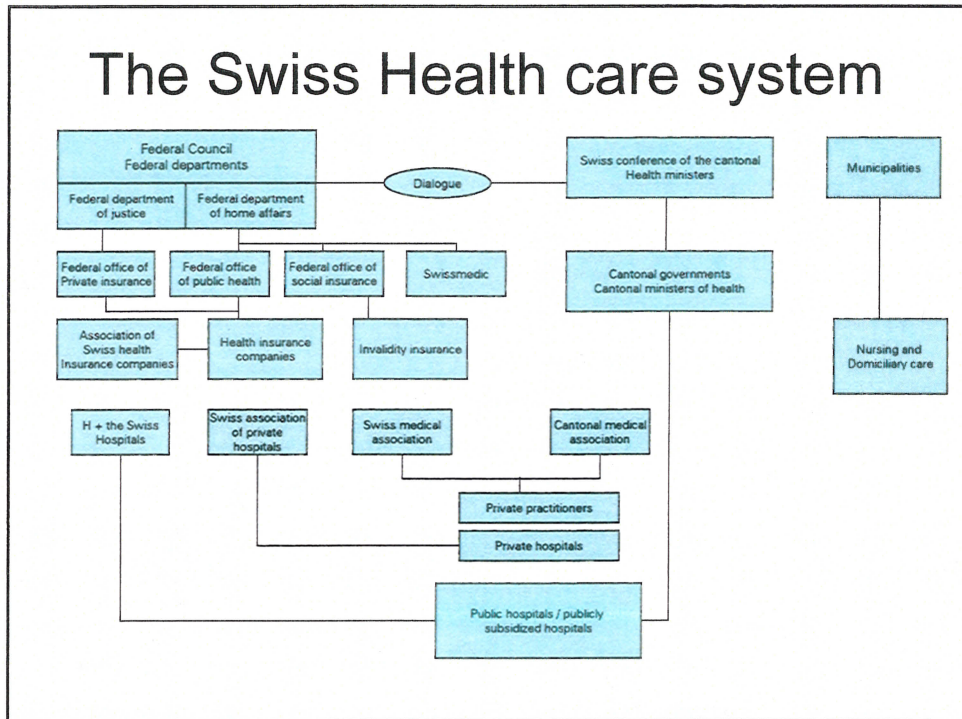 The Swiss Health care system
Federal Council
Federal departments
Federal department
of justice
Federal department
of home affairs
Dialogue
Swiss conference of the cantonal
Health ministers
Municipalities
Federal office of
Private insurance
Federal office
of public health
Federal office of
social insurance
Swissmedic
Cantonal governments
Cantonal ministers of health
Association of
Swiss health
Insurance companies
Health insurance
companies
Invalidity insurance
Nursing and
Domiciliary care
H + the Swiss
Hospitals
Swiss association
of private
hospitals
Swiss medical
association
Cantonal medical
association
Private practitioners
Private hospitals
Public hospitals / publicly
subsidized hospitals